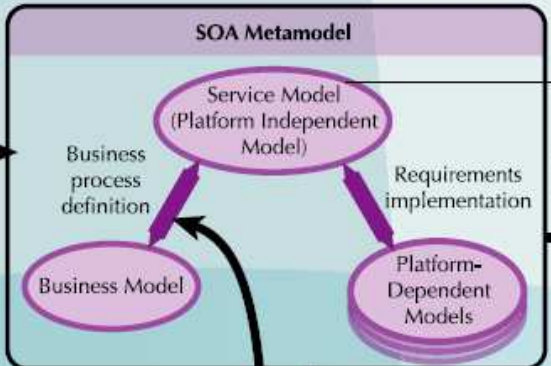 SOA Metamodel
Service Model
(Platform Independent
Model)
Business
process
definition
Requirements
implementation
Business Model
Platform-
Dependent
Models